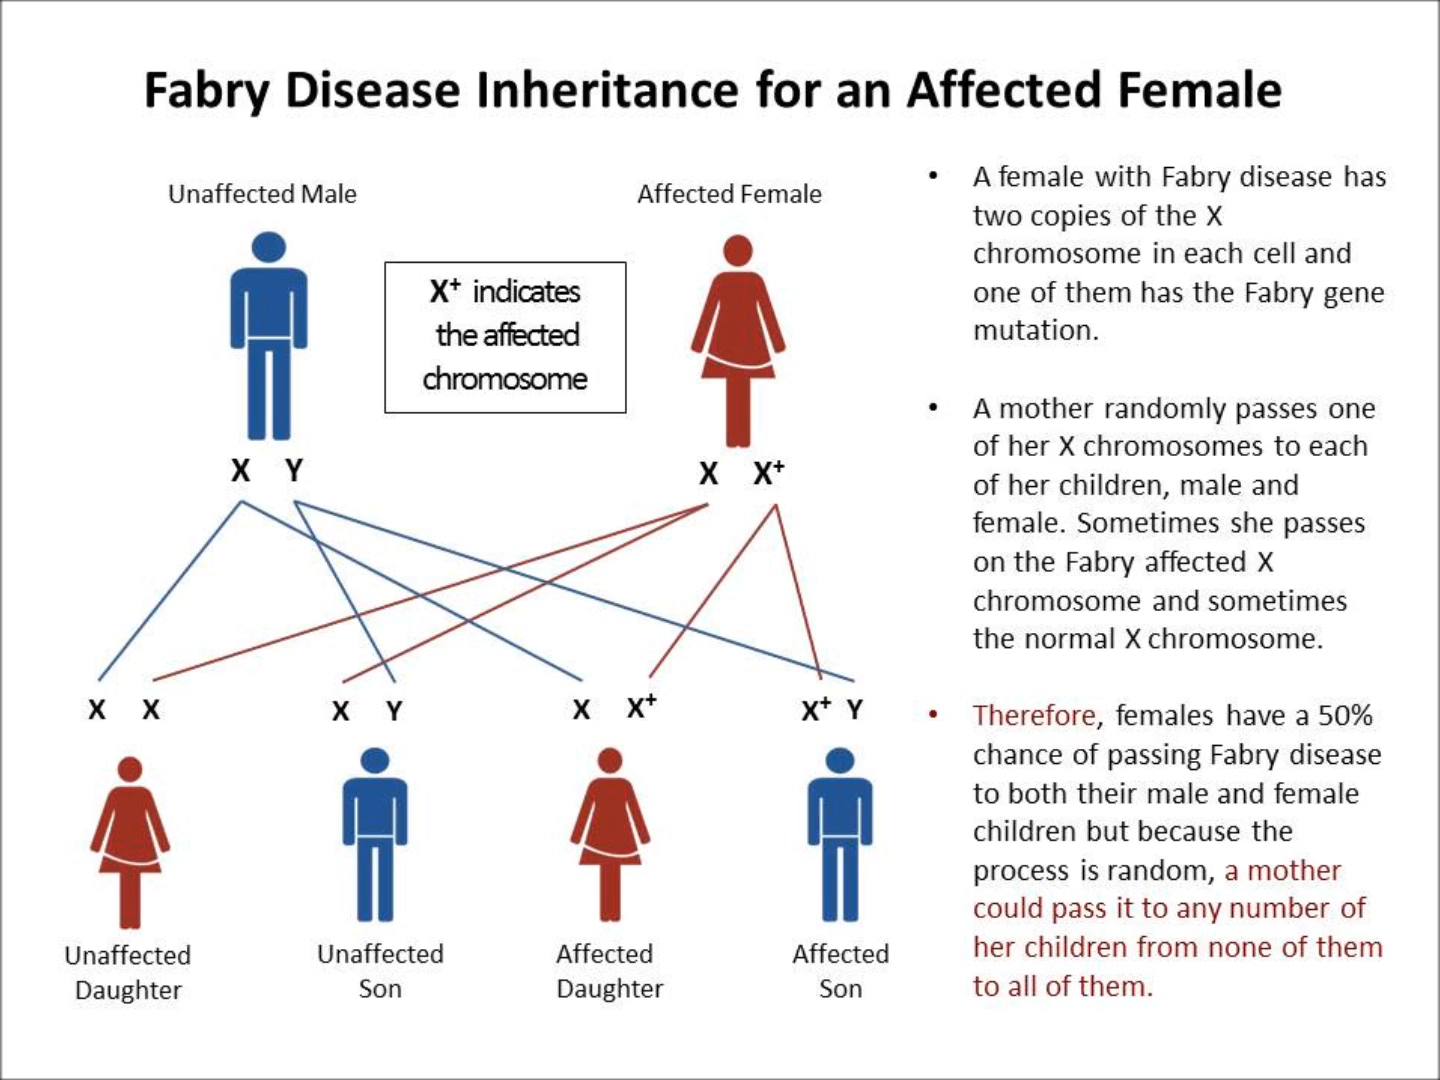 Fabry Disease Inheritance for an Affected Female
Unaffected Male
Affected Female
X⁺ indicates
the affected
chromosome
X Y
X X⁺
X X
X Y
X X⁺
X⁺ Y
Unaffected
Daughter
Unaffected
Son
Affected
Daughter
Affected
Son
• A female with Fabry disease has
two copies of the X
chromosome in each cell and
one of them has the Fabry gene
mutation.
• A mother randomly passes one
of her X chromosomes to each
of her children, male and
female. Sometimes she passes
on the Fabry affected X
chromosome and sometimes
the normal X chromosome.
• Therefore, females have a 50%
chance of passing Fabry disease
to both their male and female
children but because the
process is random, a mother
could pass it to any number of
her children from none of them
to all of them.